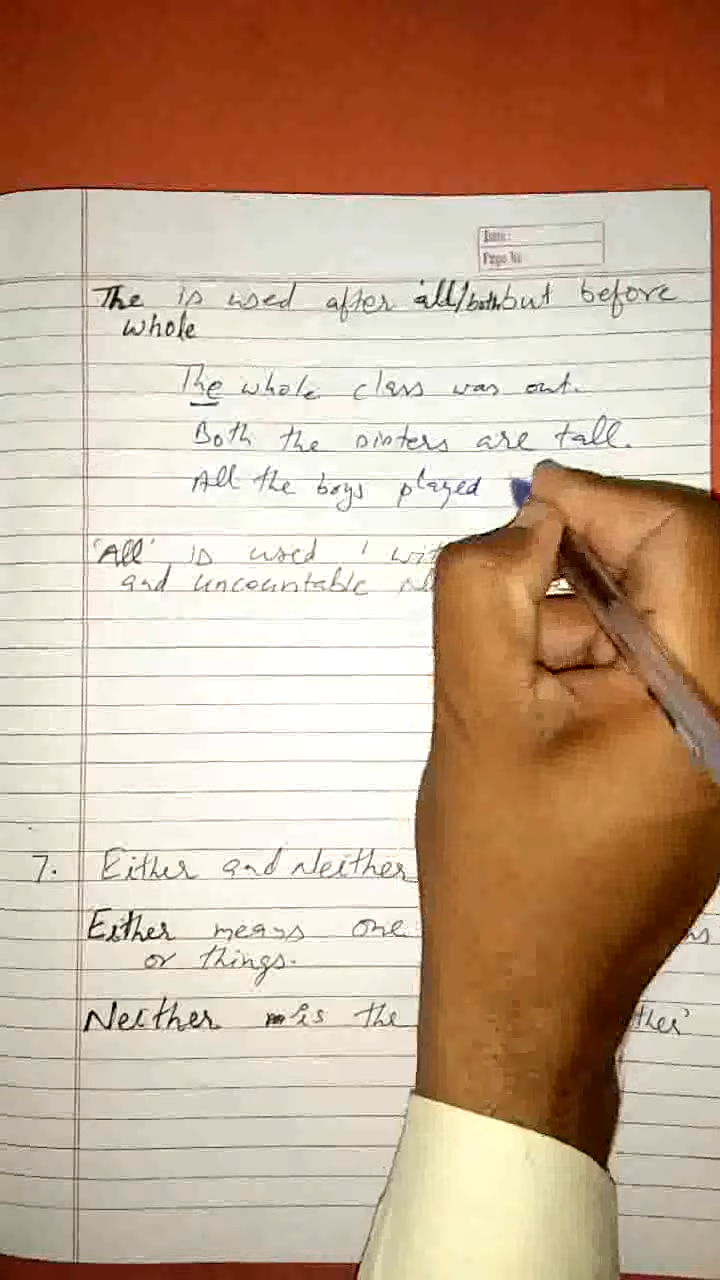 Date:
Page No
The is used after all/both but before
whole
The whole class was out.
Both the sisters are tall.
All the boys played
'All' is used wit
and uncountable
7. Either and Neither
Either means one
or things.
Neither is the ther'